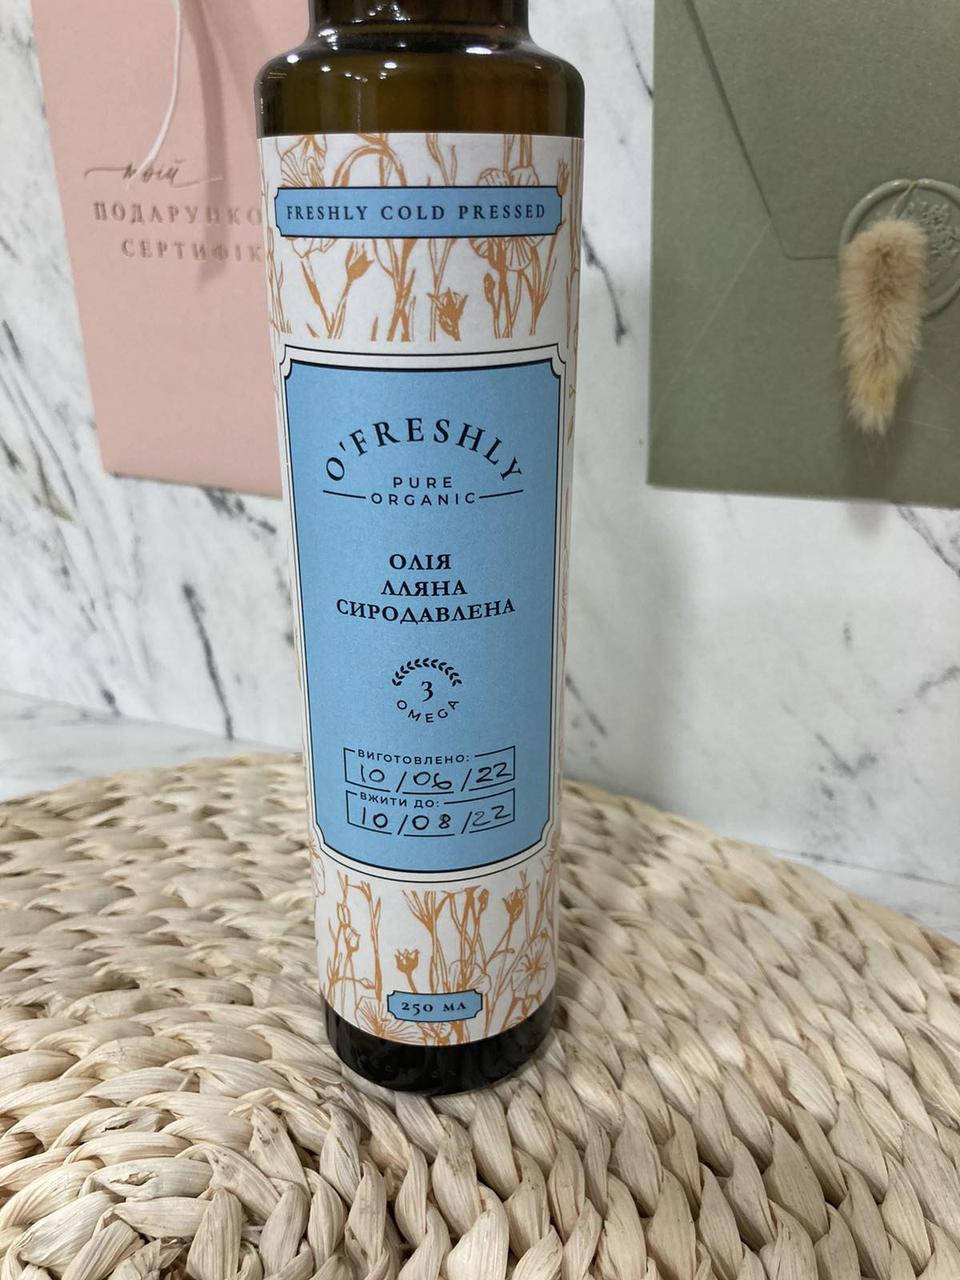 мій
ПОДАРУНКО
СЕРТИФІК
FRESHLY COLD PRESSED
O'FRESHLY
PURE
ORGANIC
ОЛІЯ
ЛЛЯНА
СИРОДАВЛЕНА
3
OMEGA
ВИГОТОВЛЕНО:
10/06/22
ВЖИТИ ДО:
10/08/22
250 МЛ